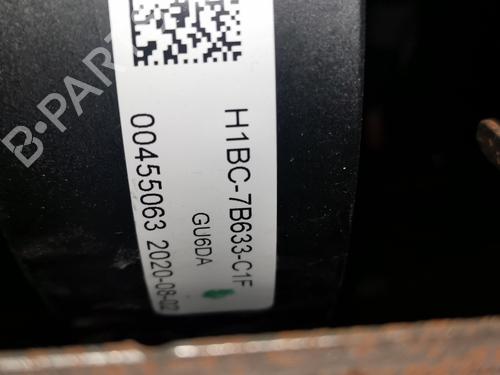 H1BC-7B633-C1F
GU6DA
00455063 2020-08-02
B-PARTS